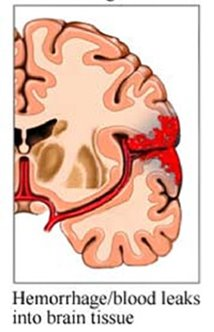 Hemorrhage/blood leaks
into brain tissue